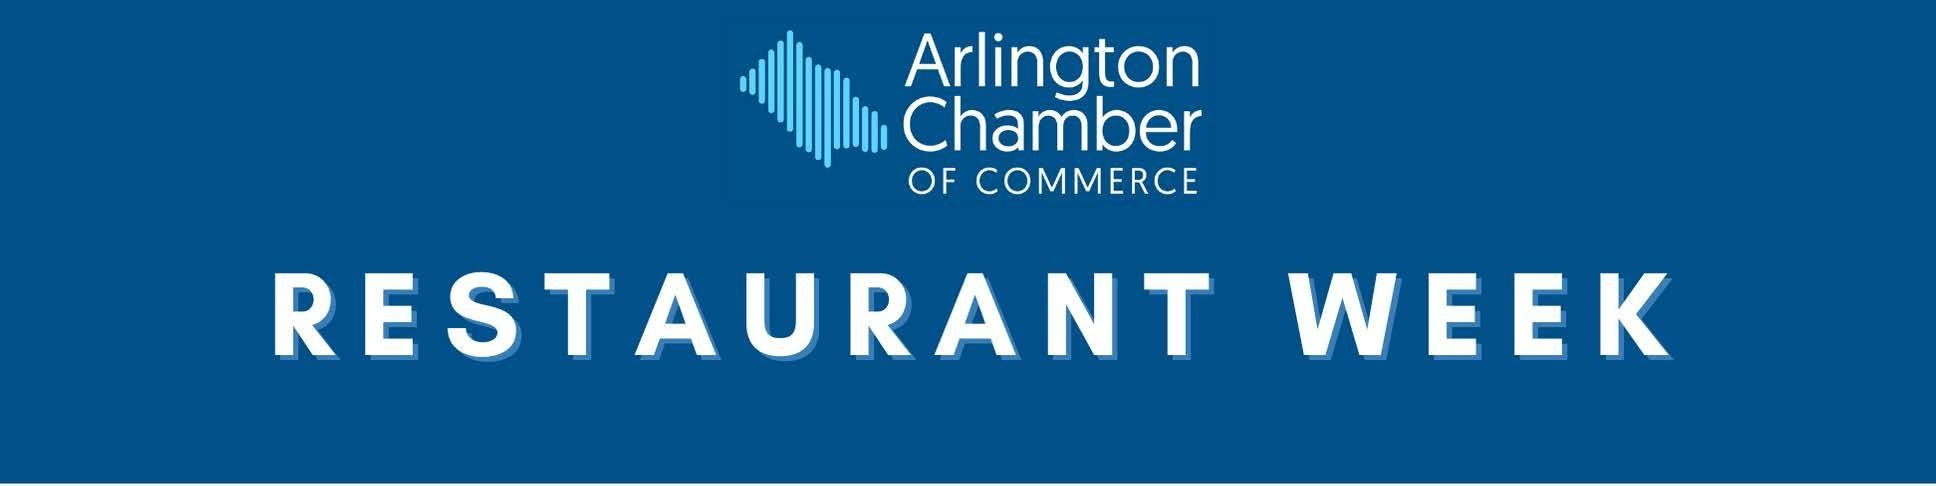 Arlington
Chamber
OF COMMERCE
RESTAURANT WEEK